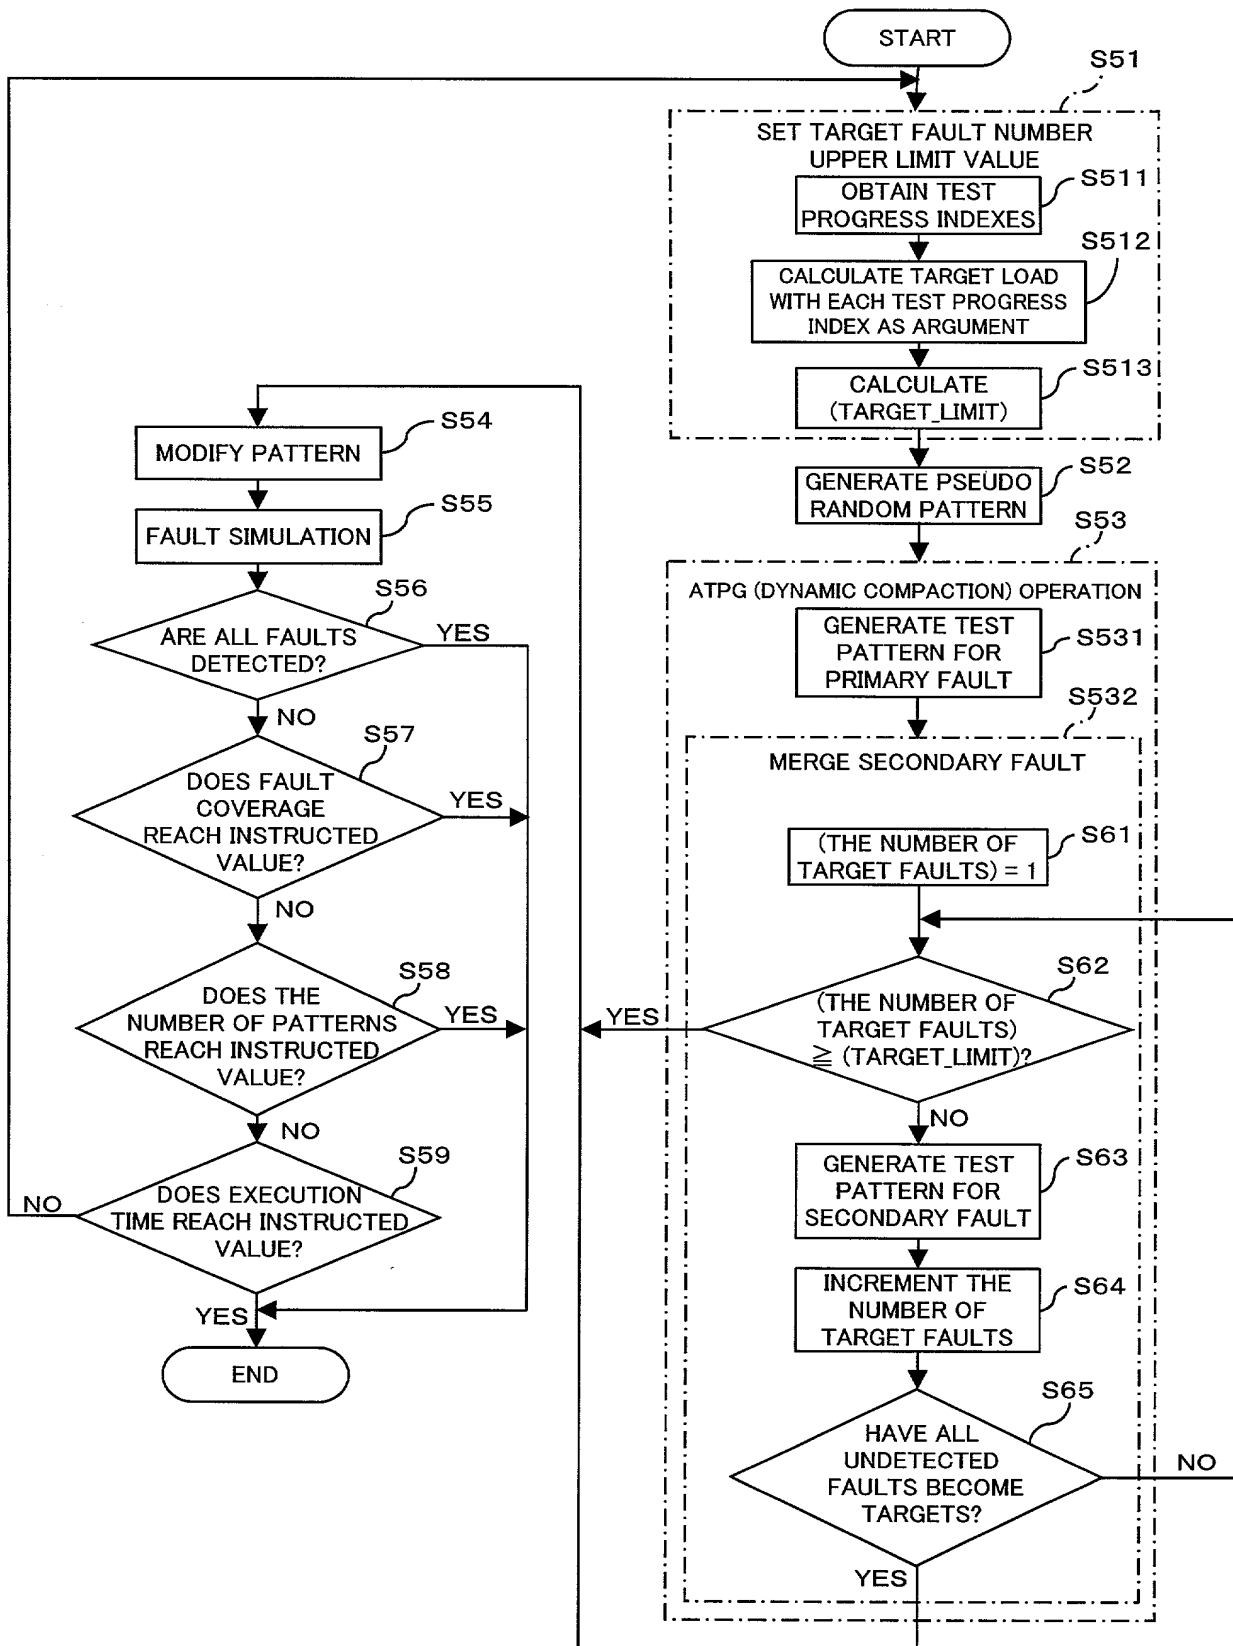 START
S51
SET TARGET FAULT NUMBER
UPPER LIMIT VALUE
S511
OBTAIN TEST
PROGRESS INDEXES
S512
CALCULATE TARGET LOAD
WITH EACH TEST PROGRESS
INDEX AS ARGUMENT
S513
CALCULATE
(TARGET_LIMIT)
S52
GENERATE PSEUDO
RANDOM PATTERN
S53
ATPG (DYNAMIC COMPACTION) OPERATION
GENERATE TEST
PATTERN FOR
PRIMARY FAULT
S531
S532
MERGE SECONDARY FAULT
S61
(THE NUMBER OF
TARGET FAULTS) = 1
S62
(THE NUMBER OF
TARGET FAULTS)
≧ (TARGET_LIMIT)?
YES
NO
S63
GENERATE TEST
PATTERN FOR
SECONDARY FAULT
S64
INCREMENT THE
NUMBER OF
TARGET FAULTS
S65
HAVE ALL
UNDETECTED
FAULTS BECOME
TARGETS?
NO
YES
S54
MODIFY PATTERN
S55
FAULT SIMULATION
S56
ARE ALL FAULTS
DETECTED?
YES
NO
S57
DOES FAULT
COVERAGE
REACH INSTRUCTED
VALUE?
YES
NO
S58
DOES THE
NUMBER OF PATTERNS
REACH INSTRUCTED
VALUE?
YES
NO
S59
DOES EXECUTION
TIME REACH INSTRUCTED
VALUE?
NO
YES
END